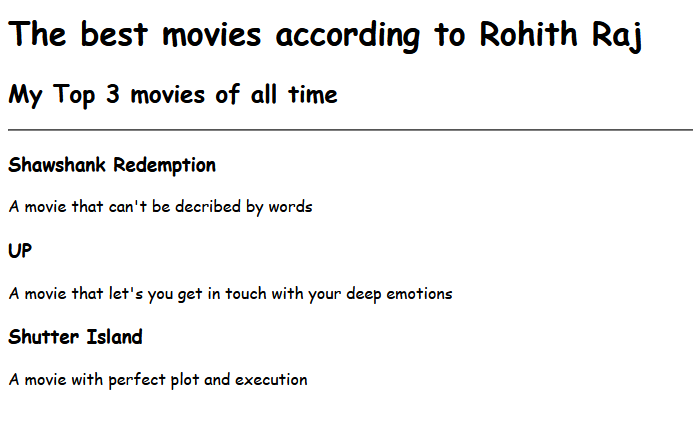 The best movies according to Rohith Raj
My Top 3 movies of all time
Shawshank Redemption
A movie that can't be decribed by words
UP
A movie that let's you get in touch with your deep emotions
Shutter Island
A movie with perfect plot and execution